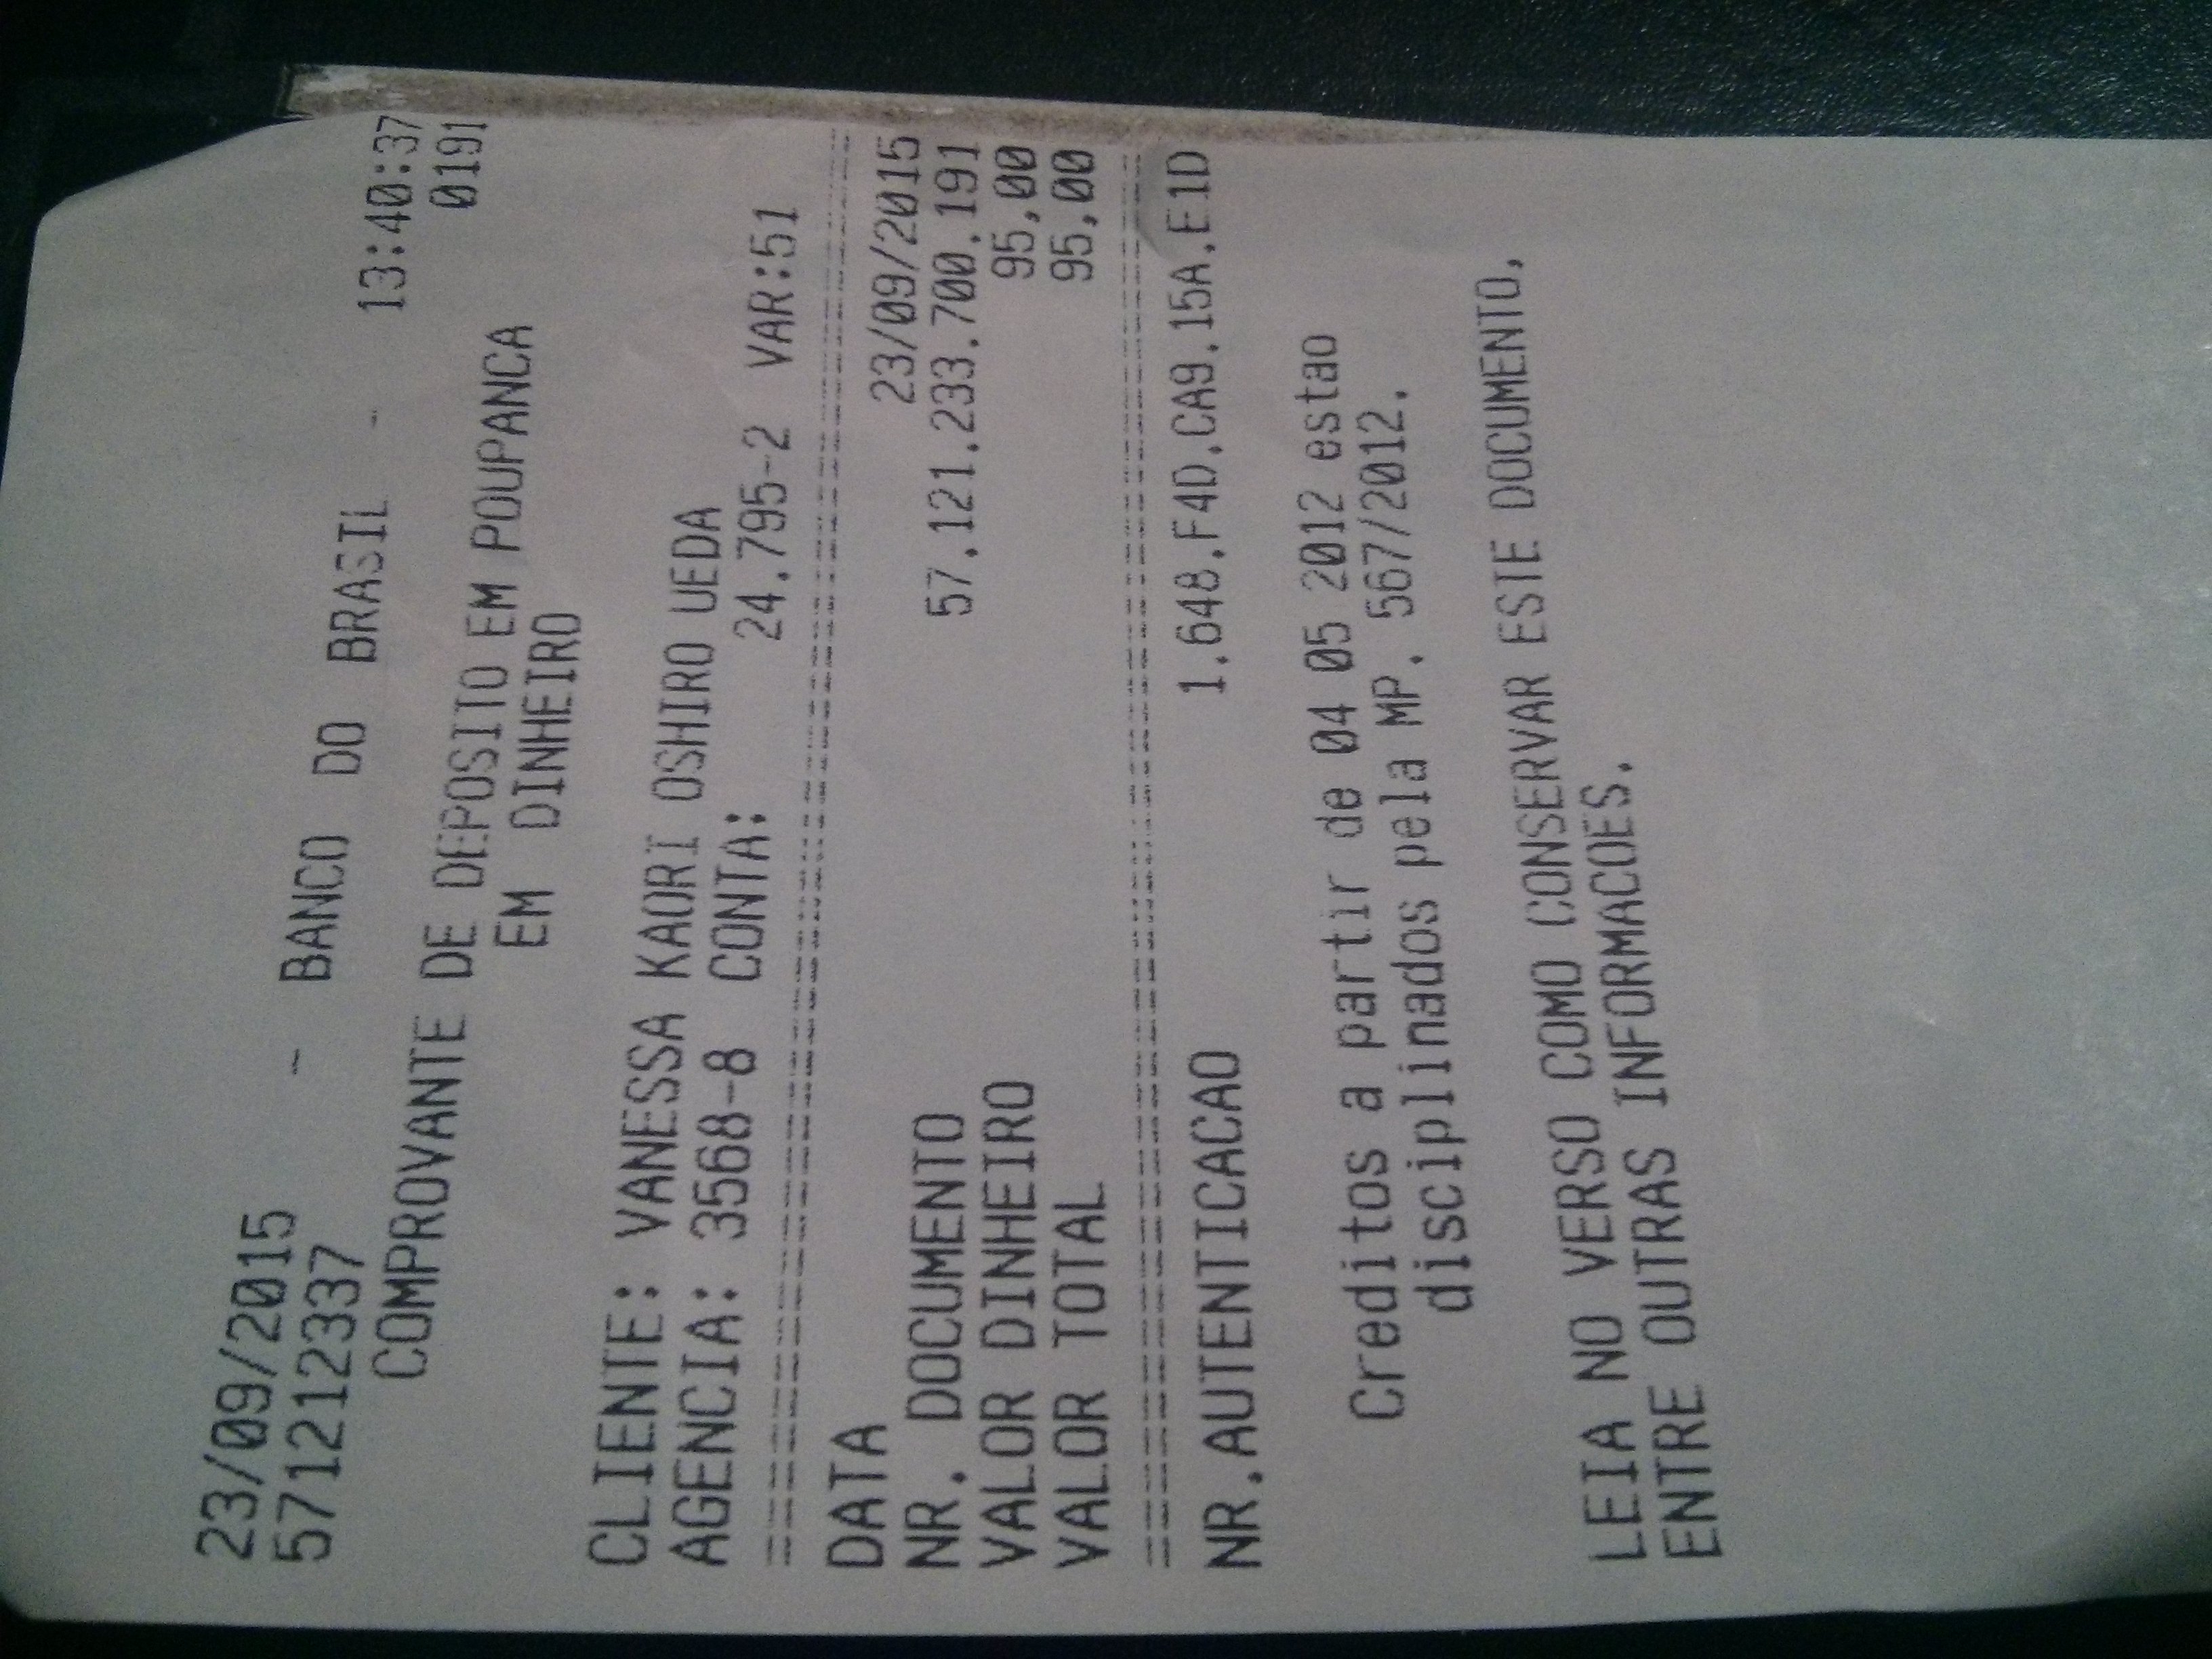 23/09/2015 - BANCO DO BRASIL - 13:40:37
571212337 0191
COMPROVANTE DE DEPOSITO EM POUPANCA
EM DINHEIRO
CLIENTE: VANESSA KAORI OSHIRO UEDA
AGENCIA: 3568-8 CONTA: 24.795-2 VAR:51
================================================
DATA 23/09/2015
NR. DOCUMENTO 57.121.233.700.191
VALOR DINHEIRO 95,00
VALOR TOTAL 95,00
================================================
NR.AUTENTICACAO 1.648.F4D.CA9.15A.E1D
Creditos a partir de 04 05 2012 estao
disciplinados pela MP. 567/2012.
LEIA NO VERSO COMO CONSERVAR ESTE DOCUMENTO,
ENTRE OUTRAS INFORMACOES.